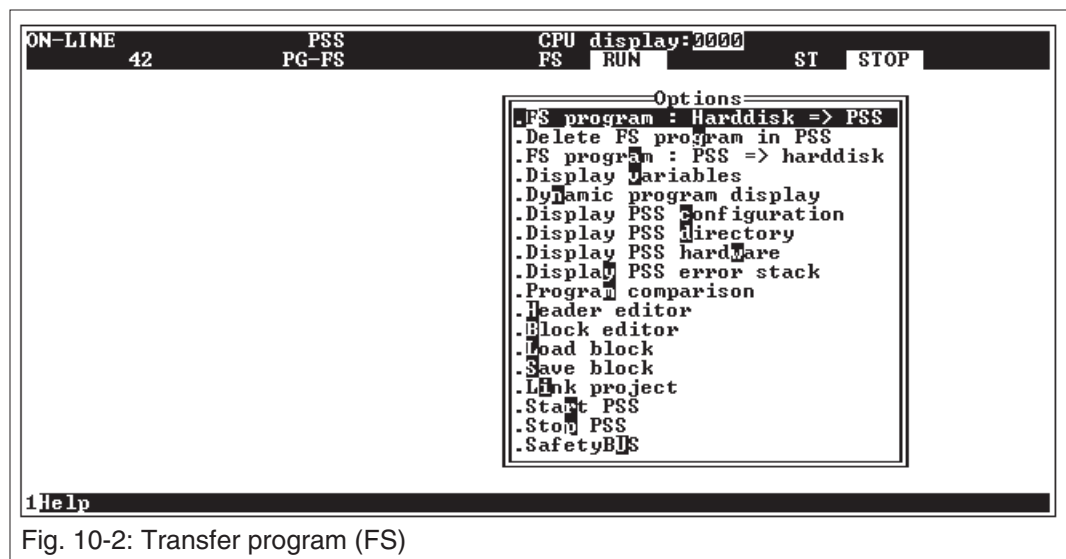 ON-LINE PSS CPU display:0000
42 PG-FS FS RUN ST STOP
Options
.FS program : Harddisk => PSS
.Delete FS program in PSS
.FS program : PSS => harddisk
.Display variables
.Dynamic program display
.Display PSS configuration
.Display PSS directory
.Display PSS hardware
.Display PSS error stack
.Program comparison
.Header editor
.Block editor
.Load block
.Save block
.Link project
.Start PSS
.Stop PSS
.SafetyBUS
1Help
Fig. 10-2: Transfer program (FS)